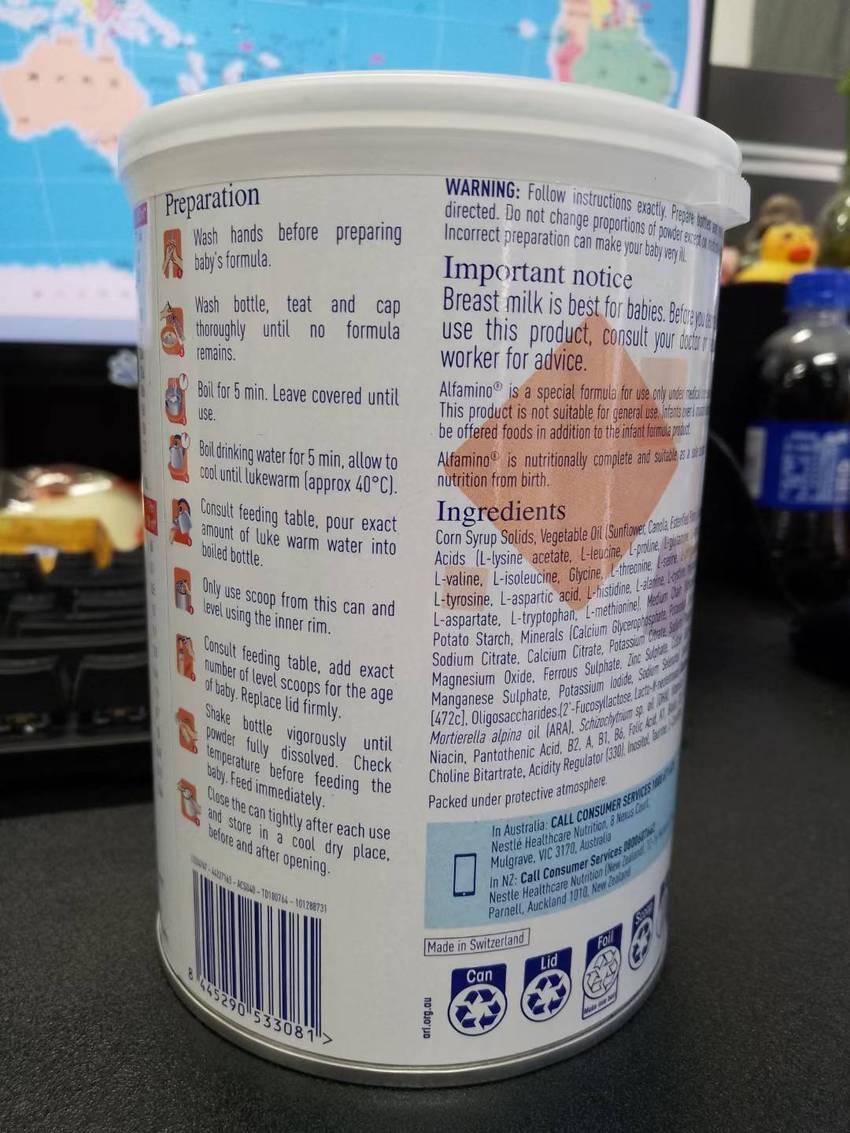 Preparation
Wash hands before preparing
baby's formula.
Wash bottle, teat and cap
thoroughly until no formula
remains.
Boil for 5 min. Leave covered until
use.
Boil drinking water for 5 min, allow to
cool until lukewarm (approx 40°C).
Consult feeding table, pour exact
amount of luke warm water into
boiled bottle.
Only use scoop from this can and
level using the inner rim.
Consult feeding table, add exact
number of level scoops for the age
of baby. Replace lid firmly.
Shake bottle vigorously until
powder fully dissolved. Check
temperature before feeding the
baby. Feed immediately.
Close the can tightly after each use
and store in a cool dry place,
before and after opening.
8 445290 533081 >
WARNING: Follow instructions exactly. Prepare bottles
directed. Do not change proportions of powder except
Incorrect preparation can make your baby very ill.
Important notice
Breast milk is best for babies. Before you
use this product, consult your doctor or
worker for advice.
Alfamino® is a special formula for use only under medical
This product is not suitable for general use. Infants over
be offered foods in addition to the infant formula product.
Alfamino® is nutritionally complete and suitable as a
nutrition from birth.
Ingredients
Corn Syrup Solids, Vegetable Oil (Sunflower, Canola,
Acids (L-lysine acetate, L-leucine, L-proline,
L-valine, L-isoleucine, Glycine, L-threonine,
L-tyrosine, L-aspartic acid, L-histidine, L-alanine,
L-aspartate, L-tryptophan, L-methionine), Medium Chain
Potato Starch, Minerals (Calcium Glycerophosphate,
Sodium Citrate, Calcium Citrate, Potassium Citrate,
Magnesium Oxide, Ferrous Sulphate, Zinc Sulphate,
Manganese Sulphate, Potassium Iodide, Sodium
(472c), Oligosaccharides (2'-Fucosyllactose,
Mortierella alpina oil (ARA), Schizochytrium sp. oil (DHA),
Niacin, Pantothenic Acid, B2, A, B1, B6, Folic Acid, K1,
Choline Bitartrate, Acidity Regulator (330), Inositol,
Packed under protective atmosphere.
In Australia: CALL CONSUMER SERVICES
Nestlé Healthcare Nutrition, 8 Nexus Court,
Mulgrave, VIC 3170, Australia
In NZ: Call Consumer Services
Nestle Healthcare Nutrition (New Zealand),
Parnell, Auckland 1010, New Zealand
Made in Switzerland
arl.org.au
Can
Lid
Foil